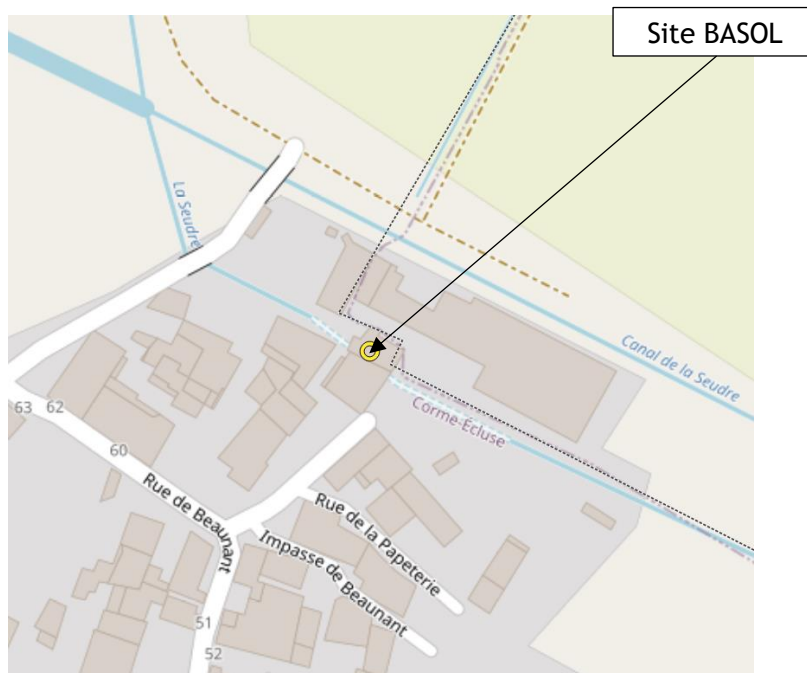 Site BASOL
La Seudre
Canal de la Seudre
Corme-Écluse
63
62
60
Rue de Beaunant
Rue de la Papeterie
Impasse de Beaunant
51
52